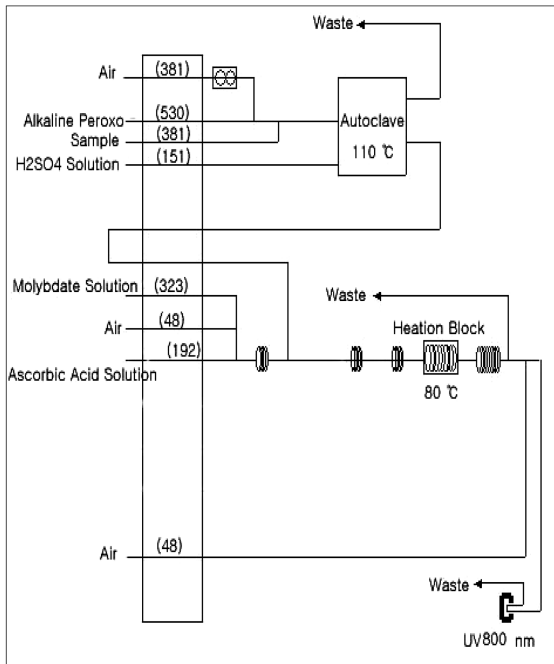 Waste
Air (381)
Alkaline Peroxo (530)
Sample (381)
H2SO4 Solution (151)
Autoclave
110 ℃
Molybdate Solution (323)
Waste
Air (48)
Heation Block
(192)
Ascorbic Acid Solution
80 ℃
Air (48)
Waste
UV800 nm